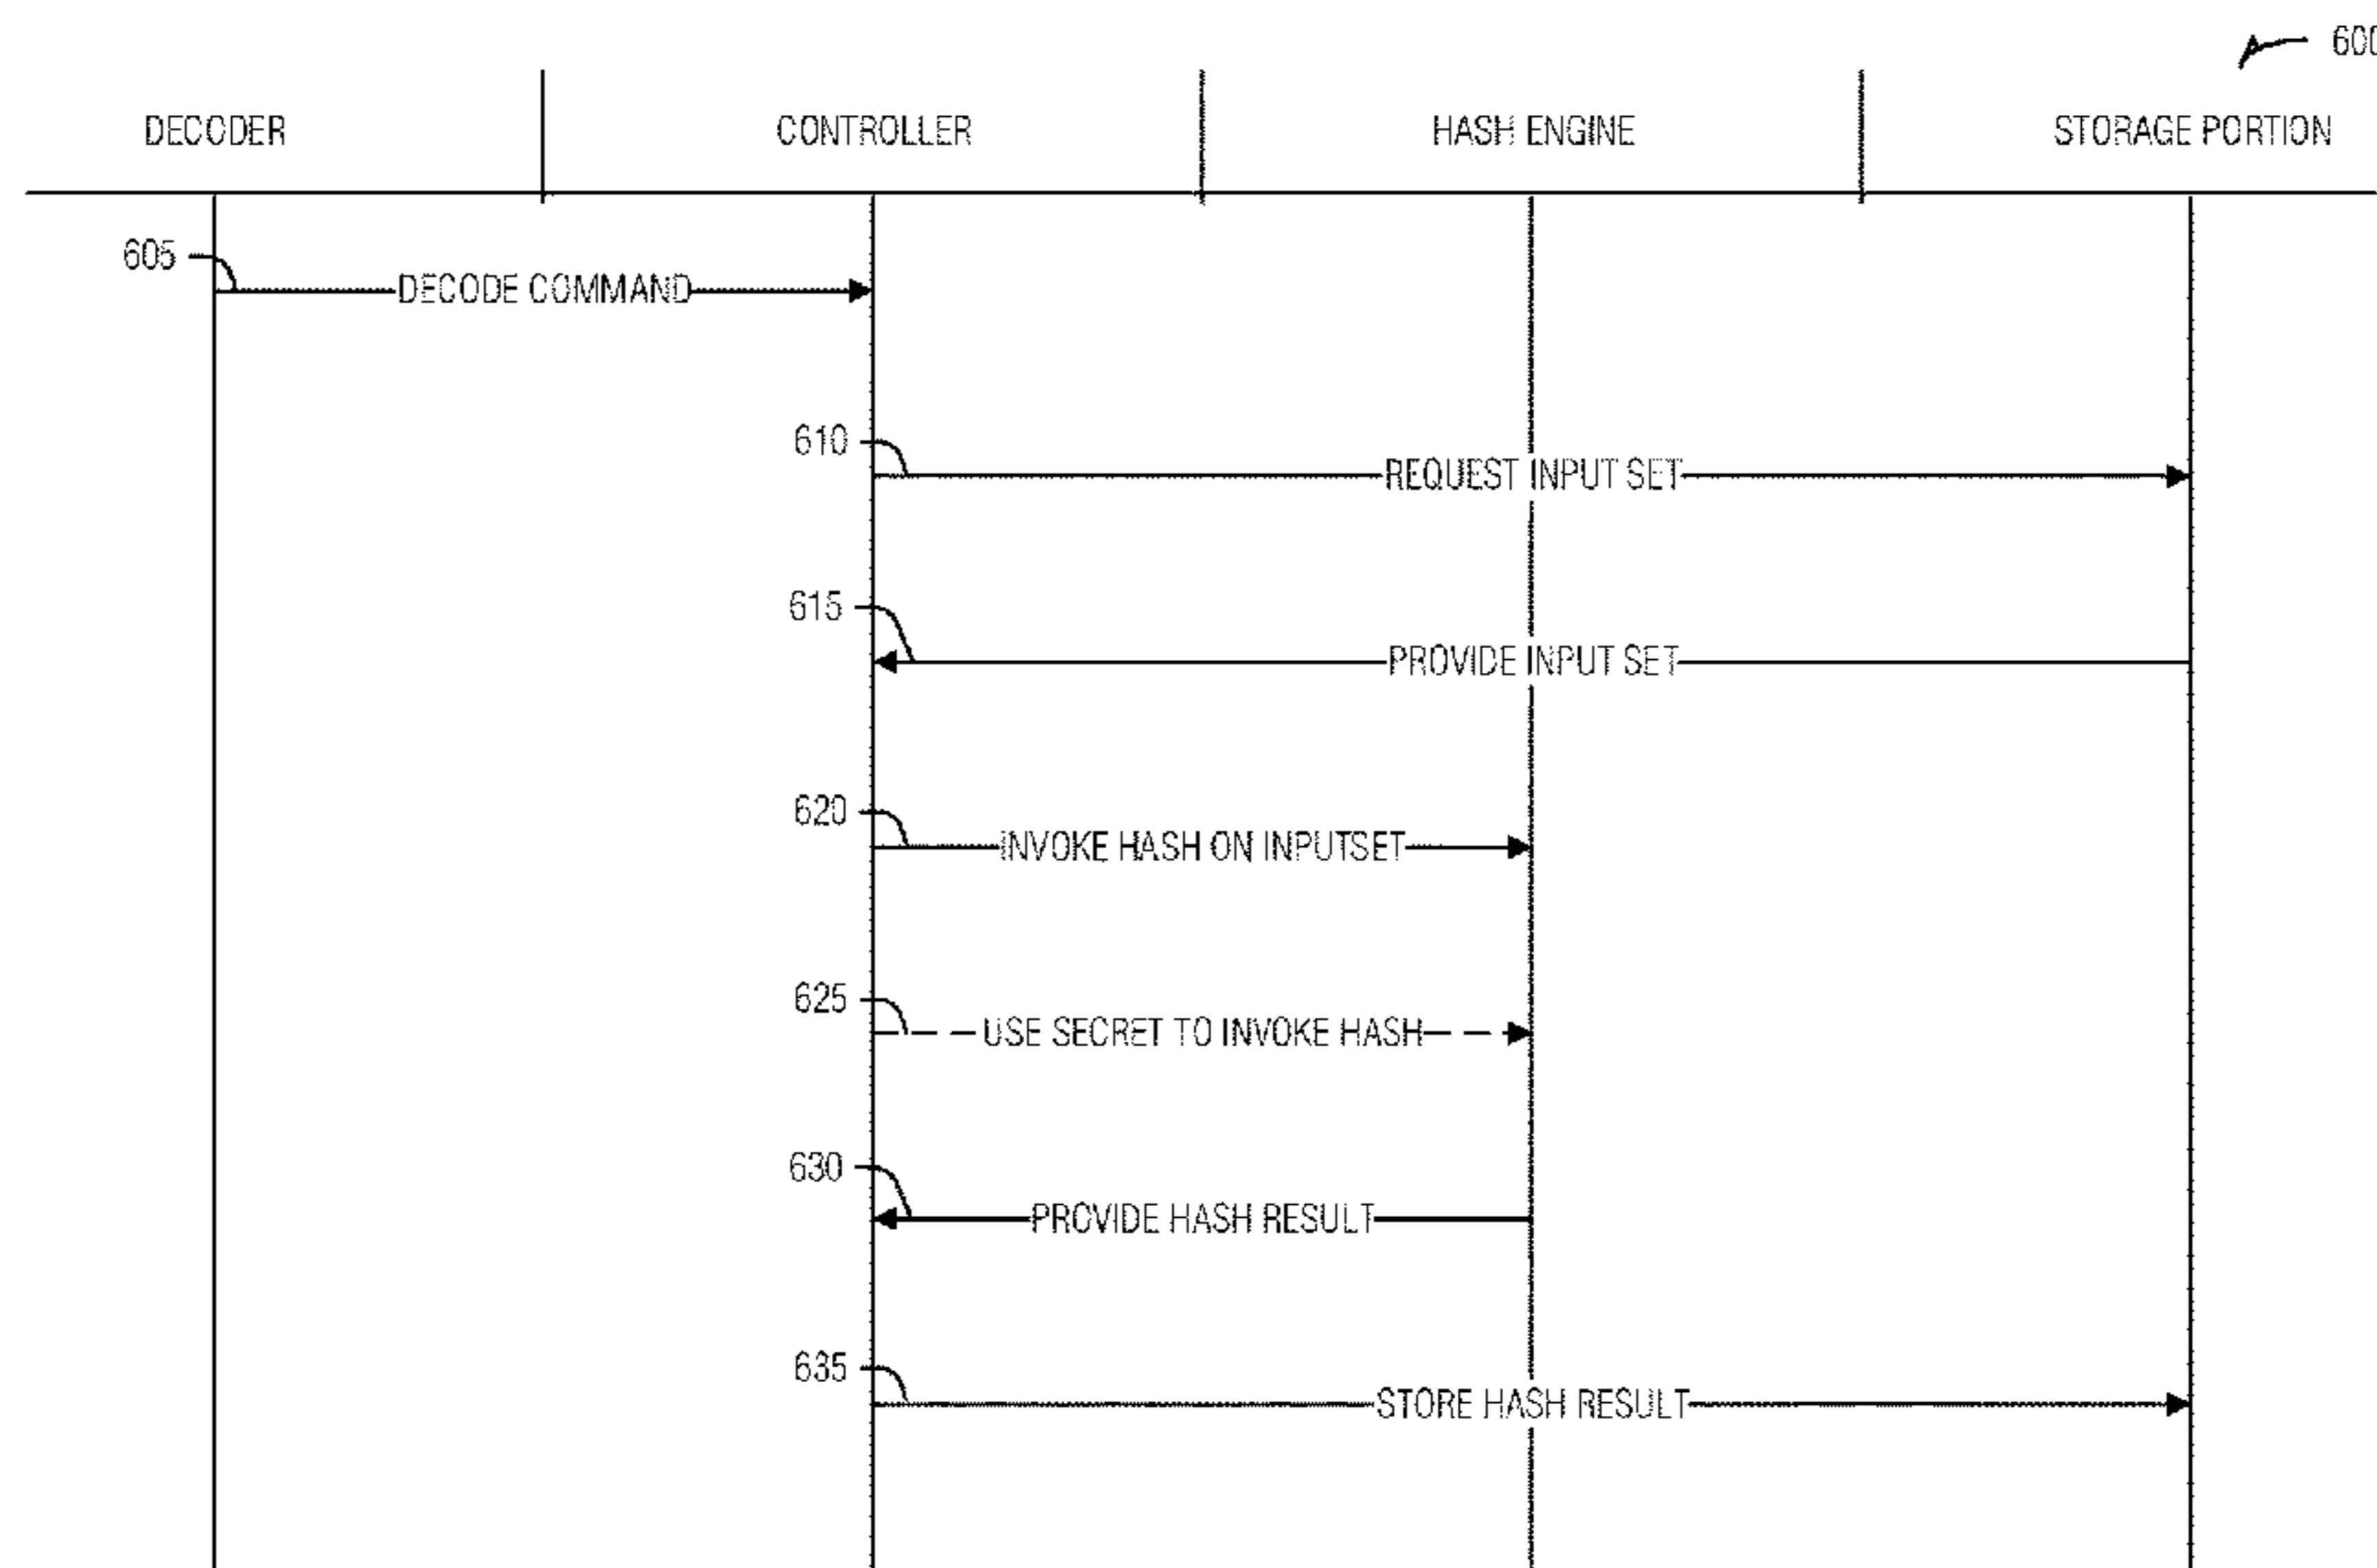 600
DECODER
CONTROLLER
HASH ENGINE
STORAGE PORTION
605
DECODE COMMAND
610
REQUEST INPUT SET
615
PROVIDE INPUT SET
620
INVOKE HASH ON INPUTSET
625
USE SECRET TO INVOKE HASH
630
PROVIDE HASH RESULT
635
STORE HASH RESULT